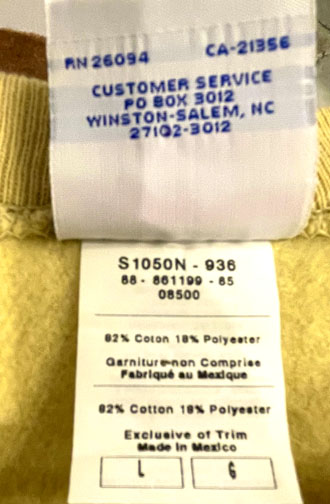 RN 26094 CA-21356
CUSTOMER SERVICE
PO BOX 3012
WINSTON-SALEM, NC
27102-3012
S1050N - 936
88 - 861199 - 85
08500
82% Coton 18% Polyester
Garniture non Comprise
Fabriqué au Mexique
82% Cotton 18% Polyester
Exclusive of Trim
Made in Mexico
L G